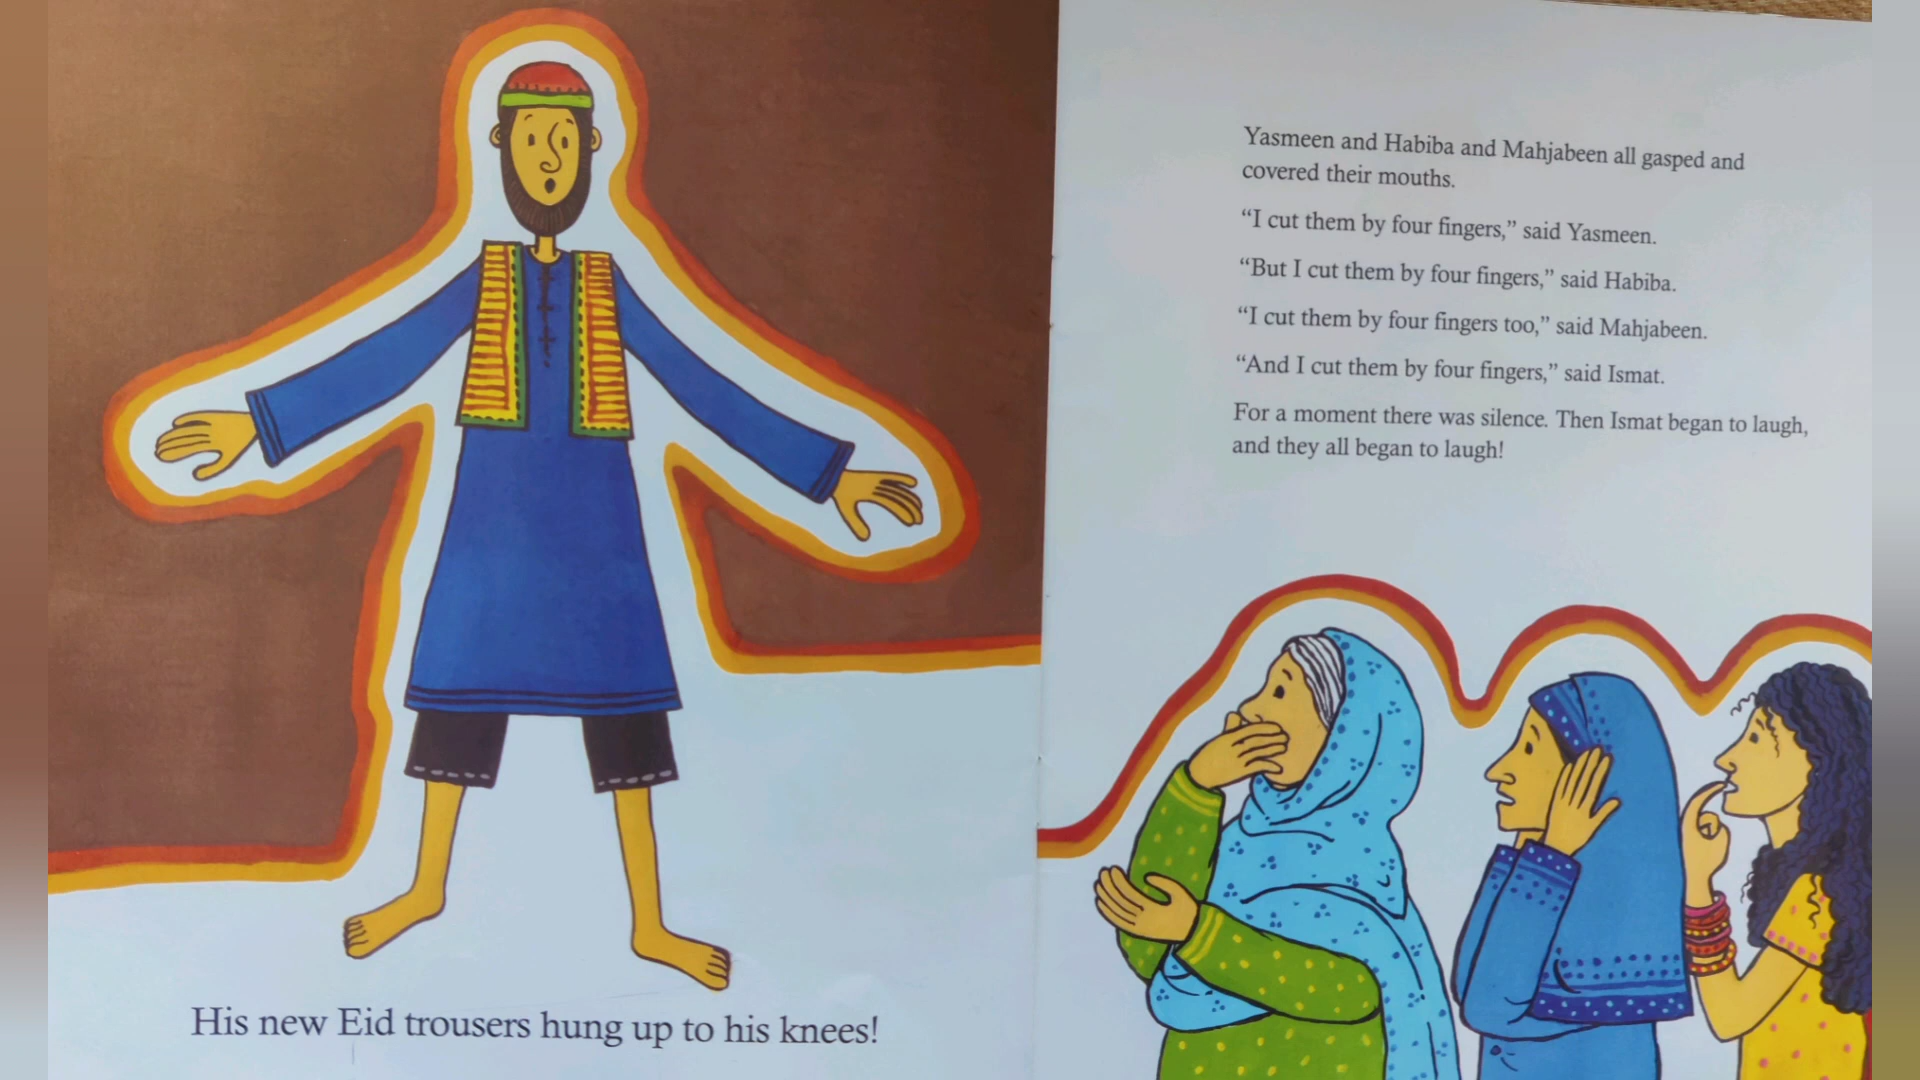 His new Eid trousers hung up to his knees!
Yasmeen and Habiba and Mahjabeen all gasped and
covered their mouths.
“I cut them by four fingers,” said Yasmeen.
“But I cut them by four fingers,” said Habiba.
“I cut them by four fingers too,” said Mahjabeen.
“And I cut them by four fingers,” said Ismat.
For a moment there was silence. Then Ismat began to laugh,
and they all began to laugh!